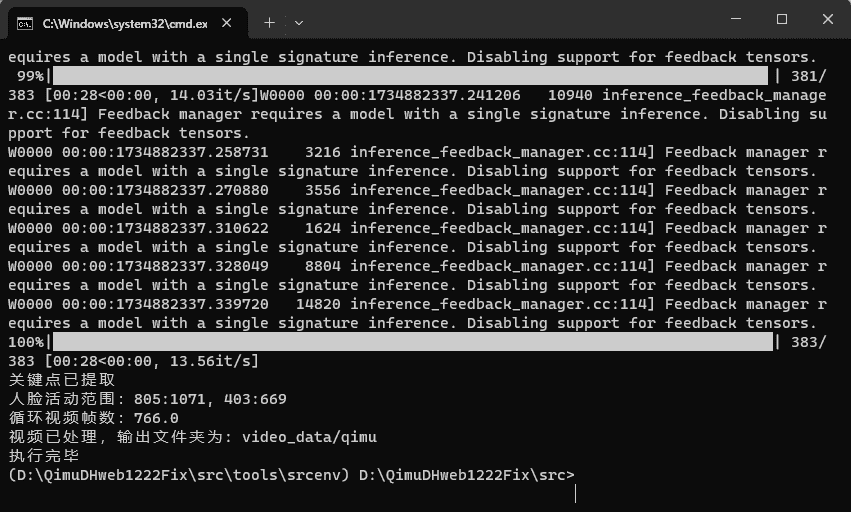 C:\Windows\system32\cmd.ex
equires a model with a single signature inference. Disabling support for feedback tensors.
99%| | 381/
383 [00:28<00:00, 14.03it/s]W0000 00:00:1734882337.241206 10940 inference_feedback_manage
r.cc:114] Feedback manager requires a model with a single signature inference. Disabling su
pport for feedback tensors.
W0000 00:00:1734882337.258731 3216 inference_feedback_manager.cc:114] Feedback manager r
equires a model with a single signature inference. Disabling support for feedback tensors.
W0000 00:00:1734882337.270880 3556 inference_feedback_manager.cc:114] Feedback manager r
equires a model with a single signature inference. Disabling support for feedback tensors.
W0000 00:00:1734882337.310622 1624 inference_feedback_manager.cc:114] Feedback manager r
equires a model with a single signature inference. Disabling support for feedback tensors.
W0000 00:00:1734882337.328049 8804 inference_feedback_manager.cc:114] Feedback manager r
equires a model with a single signature inference. Disabling support for feedback tensors.
W0000 00:00:1734882337.339720 14820 inference_feedback_manager.cc:114] Feedback manager r
equires a model with a single signature inference. Disabling support for feedback tensors.
100%| | 383/
383 [00:28<00:00, 13.56it/s]
关键点已提取
人脸活动范围: 805:1071, 403:669
循环视频帧数: 766.0
视频已处理, 输出文件夹为: video_data/qimu
执行完毕
(D:\QimuDHweb1222Fix\src\tools\srcenv) D:\QimuDHweb1222Fix\src>